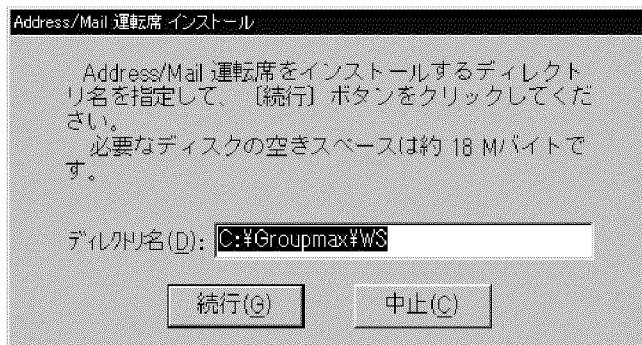 Address/Mail 運転席 インストール
Address/Mail 運転席をインストールするディレクト
リ名を指定して、〔続行〕ボタンをクリックしてくだ
さい。
必要なディスクの空きスペースは約 18 Mバイトで
す。
ディレクトリ名(D): C:¥Groupmax¥WS
続行(G) 中止(C)